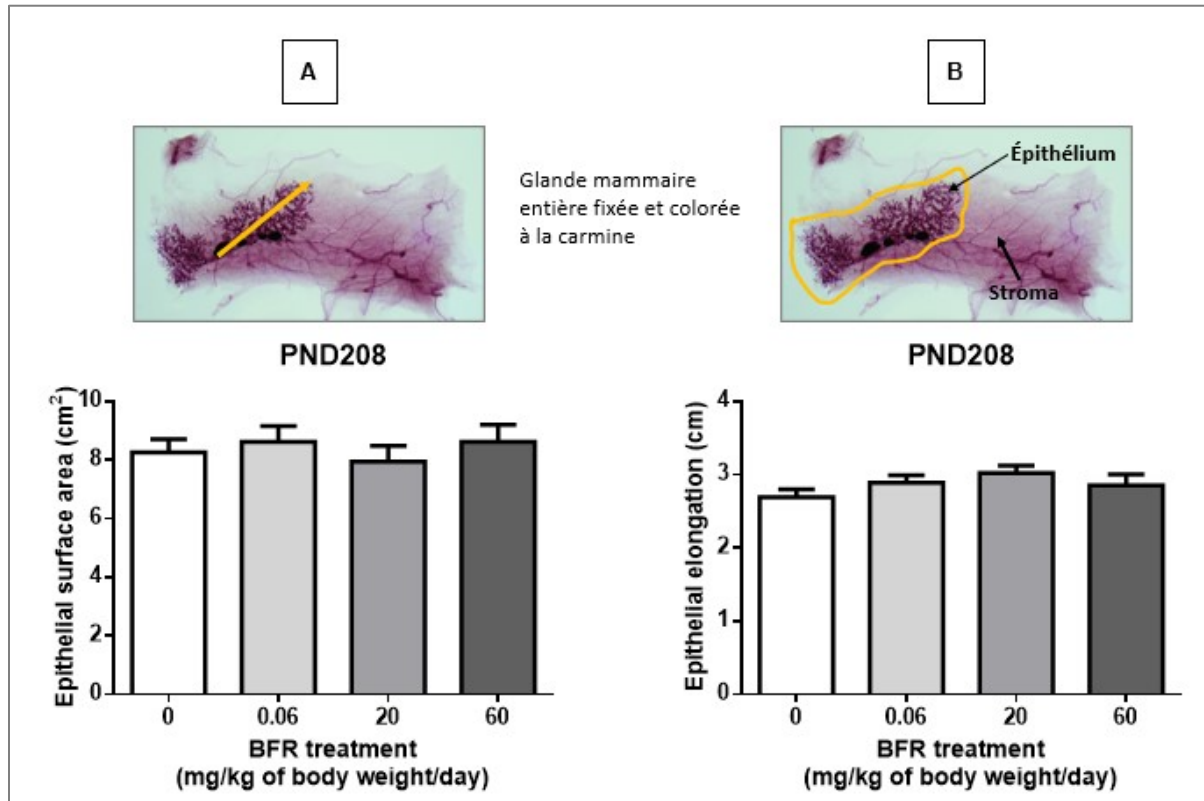 A
B
Glande mammaire
entière fixée et colorée
à la carmine
Épithélium
Stroma
PND208
PND208
Epithelial surface area (cm²)
10
8
6
4
2
0
0 0.06 20 60
BFR treatment
(mg/kg of body weight/day)
Epithelial elongation (cm)
4
3
2
1
0
0 0.06 20 60
BFR treatment
(mg/kg of body weight/day)